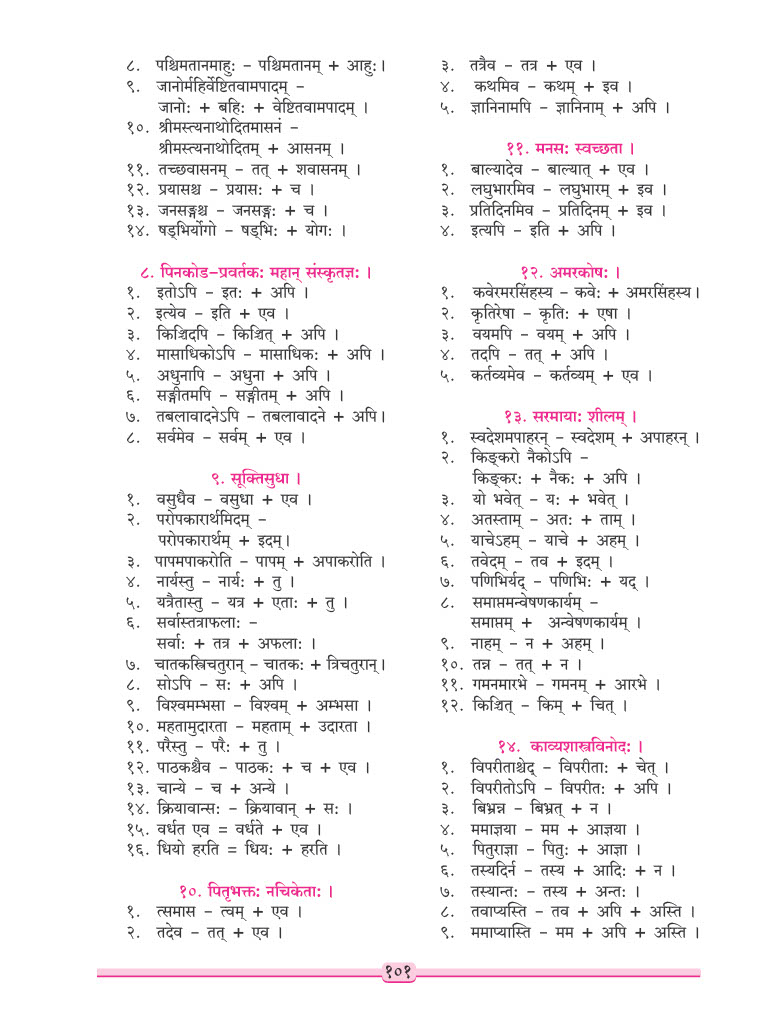 ८. पश्चिमतानमाहुः – पश्चिमतानम् + आहुः।
९. जानोर्महिर्वेष्टितवामपादम् –
जानोः + बहिः + वेष्टितवामपादम् ।
१०. श्रीमस्त्यनाथोदितमासनं –
श्रीमस्त्यनाथोदितम् + आसनम् ।
११. तच्छवासनम् – तत् + शवासनम् ।
१२. प्रयासश्च – प्रयासः + च ।
१३. जनसङ्गश्च – जनसङ्गः + च ।
१४. षड्भिर्योगो – षड्भिः + योगः ।
८. पिनकोड–प्रवर्तकः महान् संस्कृतज्ञः ।
१. इतोऽपि – इतः + अपि ।
२. इत्येव – इति + एव ।
३. किञ्चिदपि – किञ्चित् + अपि ।
४. मासाधिकोऽपि – मासाधिकः + अपि ।
५. अधुनापि – अधुना + अपि ।
६. सङ्गीतमपि – सङ्गीतम् + अपि ।
७. तबलावादनेऽपि – तबलावादने + अपि।
८. सर्वमेव – सर्वम् + एव ।
९. सूक्तिसुधा ।
१. वसुधैव – वसुधा + एव ।
२. परोपकारार्थमिदम् –
परोपकारार्थम् + इदम्।
३. पापमपाकरोति – पापम् + अपाकरोति ।
४. नार्यस्तु – नार्यः + तु ।
५. यत्रैतास्तु – यत्र + एताः + तु ।
६. सर्वास्तत्राफलाः –
सर्वाः + तत्र + अफलाः ।
७. चातकस्त्रिचतुरान् – चातकः + त्रिचतुरान्।
८. सोऽपि – सः + अपि ।
९. विश्वमम्भसा – विश्वम् + अम्भसा ।
१०. महतामुदारता – महताम् + उदारता ।
११. परैस्तु – परैः + तु ।
१२. पाठकश्चैव – पाठकः + च + एव ।
१३. चान्ये – च + अन्ये ।
१४. क्रियावान्सः – क्रियावान् + सः ।
१५. वर्धत एव = वर्धते + एव ।
१६. धियो हरति = धियः + हरति ।
१०. पितृभक्तः नचिकेताः ।
१. त्समास – त्वम् + एव ।
२. तदेव – तत् + एव ।
३. तत्रैव – तत्र + एव ।
४. कथमिव – कथम् + इव ।
५. ज्ञानिनामपि – ज्ञानिनाम् + अपि ।
११. मनसः स्वच्छता ।
१. बाल्यादेव – बाल्यात् + एव ।
२. लघुभारमिव – लघुभारम् + इव ।
३. प्रतिदिनमिव – प्रतिदिनम् + इव ।
४. इत्यपि – इति + अपि ।
१२. अमरकोषः ।
१. कवेरमरसिंहस्य – कवेः + अमरसिंहस्य।
२. कृतिरेषा – कृतिः + एषा ।
३. वयमपि – वयम् + अपि ।
४. तदपि – तत् + अपि ।
५. कर्तव्यमेव – कर्तव्यम् + एव ।
१३. सरमायाः शीलम् ।
१. स्वदेशमपाहरन् – स्वदेशम् + अपाहरन् ।
२. किङ्करो नैकोऽपि –
किङ्करः + नैकः + अपि ।
३. यो भवेत् – यः + भवेत् ।
४. अतस्ताम् – अतः + ताम् ।
५. याचेऽहम् – याचे + अहम् ।
६. तवेदम् – तव + इदम् ।
७. पणिभिर्यद् – पणिभिः + यद् ।
८. समाप्तमन्वेषणकार्यम् –
समाप्तम् + अन्वेषणकार्यम् ।
९. नाहम् – न + अहम् ।
१०. तन्न – तत् + न ।
११. गमनमारभे – गमनम् + आरभे ।
१२. किञ्चित् – किम् + चित् ।
१४. काव्यशास्त्रविनोदः ।
१. विपरीताश्चेद् – विपरीताः + चेत् ।
२. विपरीतोऽपि – विपरीतः + अपि ।
३. बिभ्रन्न – बिभ्रत् + न ।
४. ममाज्ञया – मम + आज्ञया ।
५. पितुराज्ञा – पितुः + आज्ञा ।
६. तस्यदिर्न – तस्य + आदिः + न ।
७. तस्यान्तः – तस्य + अन्तः ।
८. तवाप्यस्ति – तव + अपि + अस्ति ।
९. ममाप्यास्ति – मम + अपि + अस्ति ।
१०१